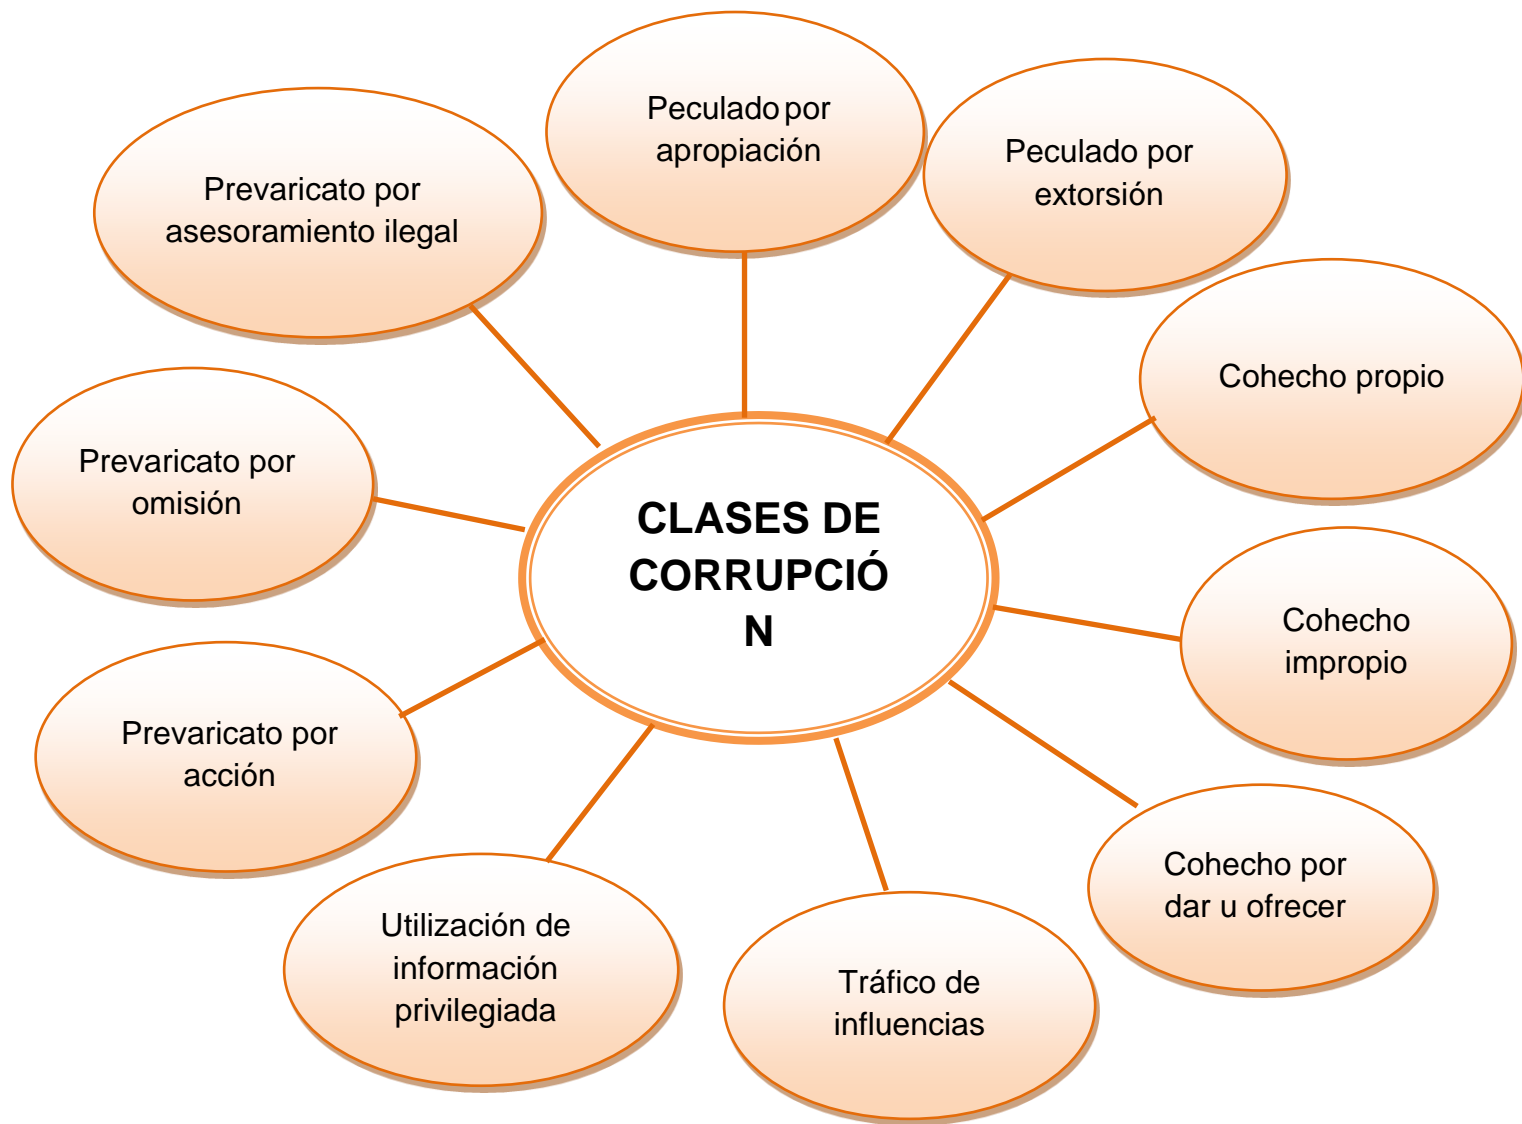 Peculado por
apropiación
Peculado por
extorsión
Prevaricato por
asesoramiento ilegal
Cohecho propio
Prevaricato por
omisión
CLASES DE
CORRUPCIÓ
N
Cohecho
impropio
Prevaricato por
acción
Cohecho por
dar u ofrecer
Utilización de
información
privilegiada
Tráfico de
influencias